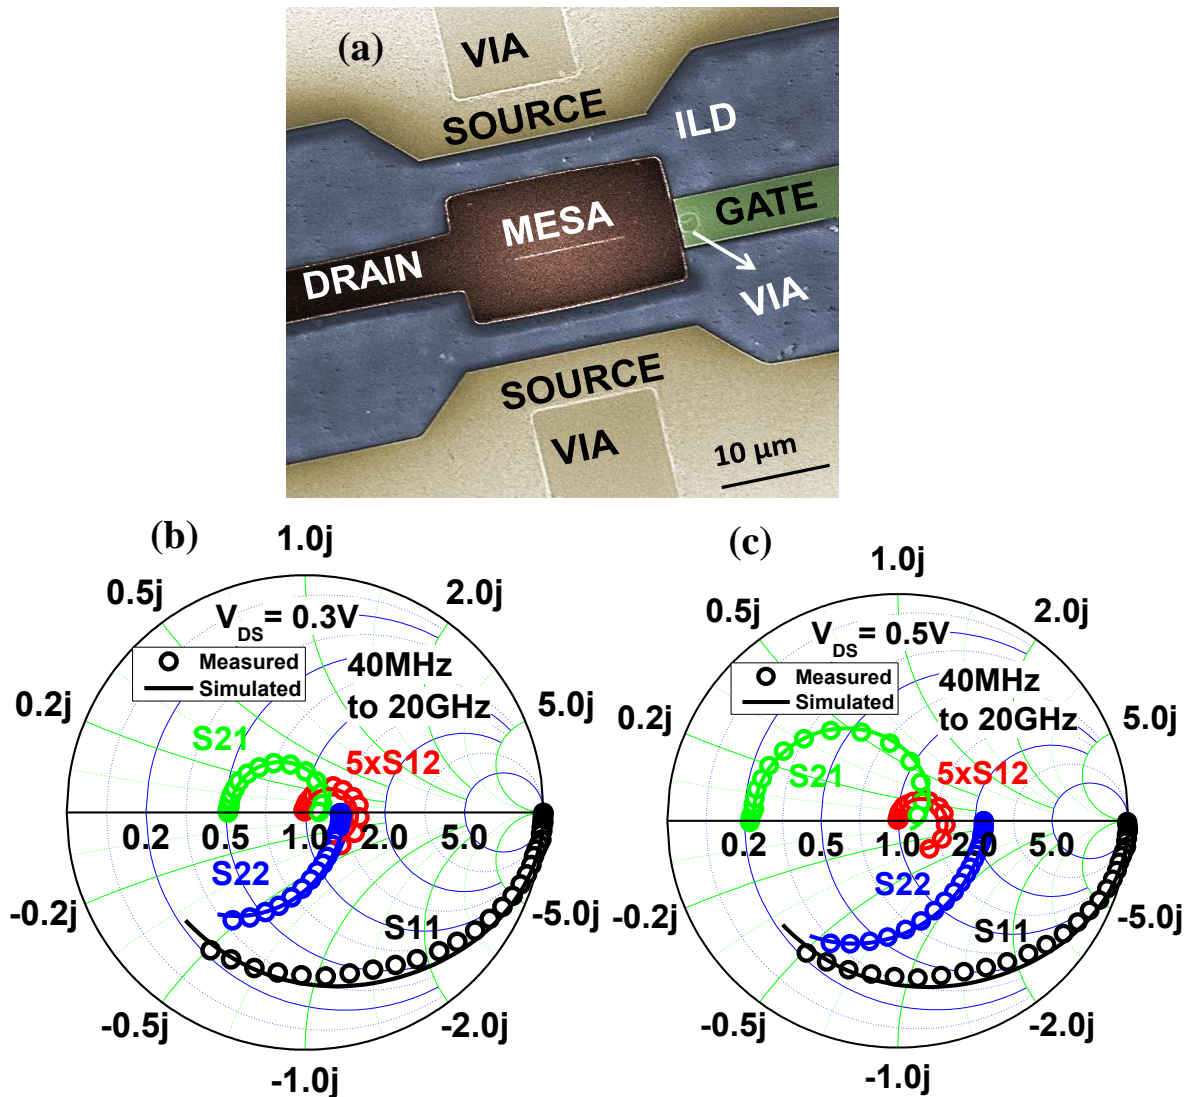 (a)
VIA
SOURCE
ILD
MESA
GATE
DRAIN
VIA
SOURCE
VIA
10 µm
(b)
1.0j
0.5j
2.0j
V_DS = 0.3V
Measured
Simulated
40MHz
to 20GHz
0.2j
5.0j
S21
5xS12
0.2 0.5 1.0 2.0 5.0
S22
S11
-0.2j
-5.0j
-0.5j
-2.0j
-1.0j
(c)
1.0j
0.5j
2.0j
V_DS = 0.5V
Measured
Simulated
40MHz
to 20GHz
0.2j
5.0j
S21
5xS12
0.2 0.5 1.0 2.0 5.0
S22
S11
-0.2j
-5.0j
-0.5j
-2.0j
-1.0j